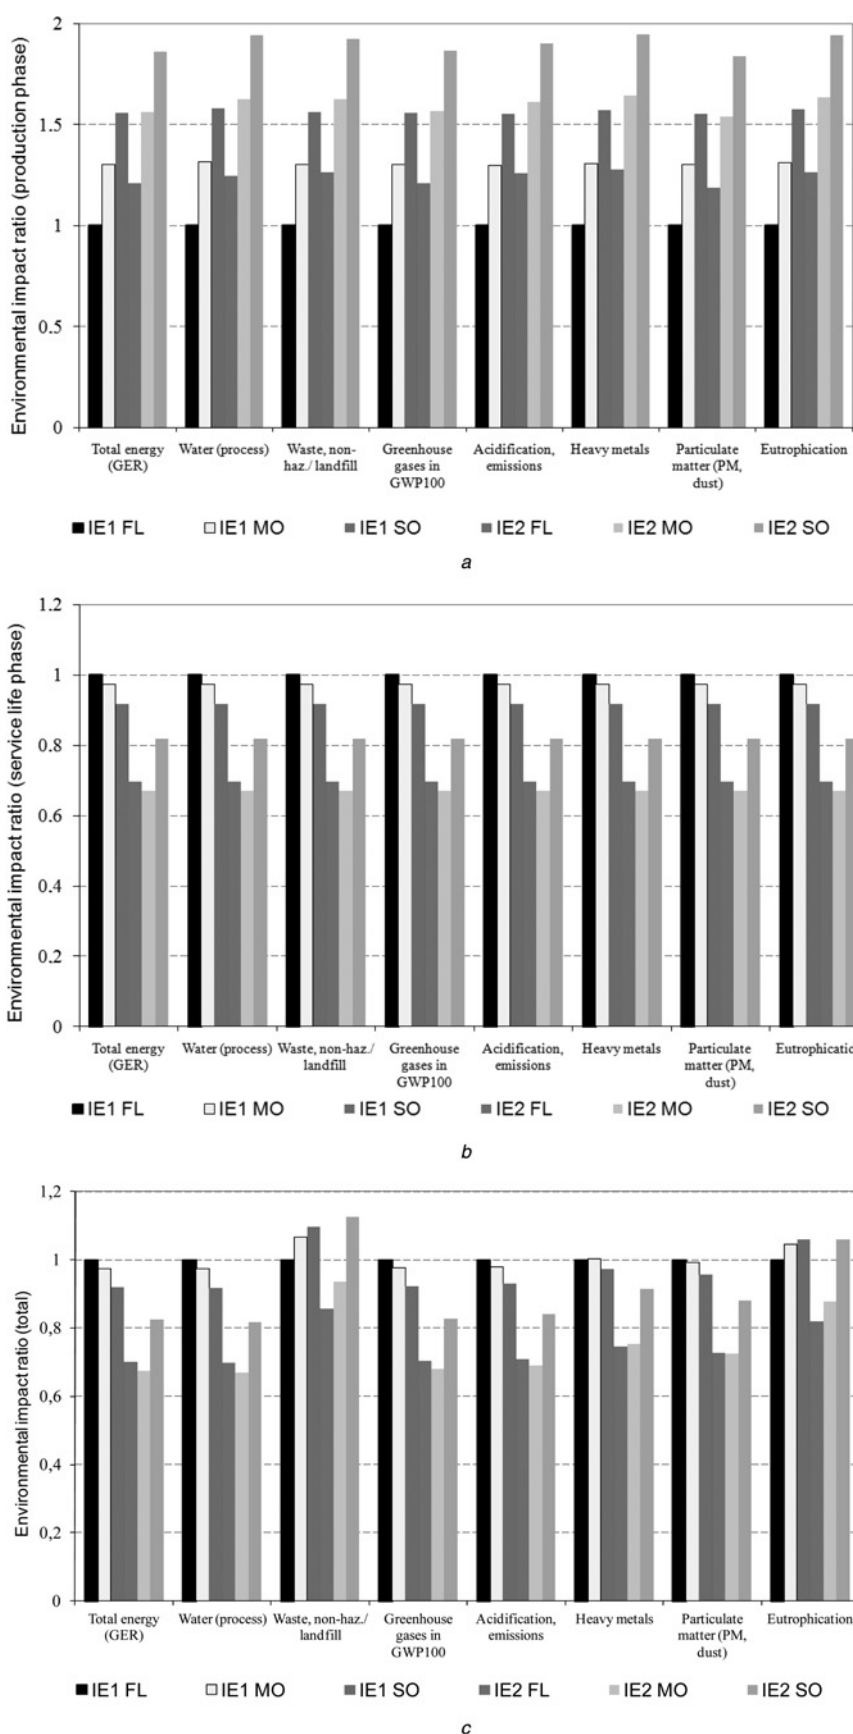 2
1.5
1
0.5
0
Environmental impact ratio (production phase)
Total energy (GER)
Water (process)
Waste, non-haz./ landfill
Greenhouse gases in GWP100
Acidification, emissions
Heavy metals
Particulate matter (PM, dust)
Eutrophication
IE1 FL IE1 MO IE1 SO IE2 FL IE2 MO IE2 SO
a
1.2
1
0.8
0.6
0.4
0.2
0
Environmental impact ratio (service life phase)
Total energy (GER)
Water (process)
Waste, non-haz./ landfill
Greenhouse gases in GWP100
Acidification, emissions
Heavy metals
Particulate matter (PM, dust)
Eutrophication
IE1 FL IE1 MO IE1 SO IE2 FL IE2 MO IE2 SO
b
1,2
1
0,8
0,6
0,4
0,2
0
Environmental impact ratio (total)
Total energy (GER)
Water (process)
Waste, non-haz./ landfill
Greenhouse gases in GWP100
Acidification, emissions
Heavy metals
Particulate matter (PM, dust)
Eutrophication
IE1 FL IE1 MO IE1 SO IE2 FL IE2 MO IE2 SO
c